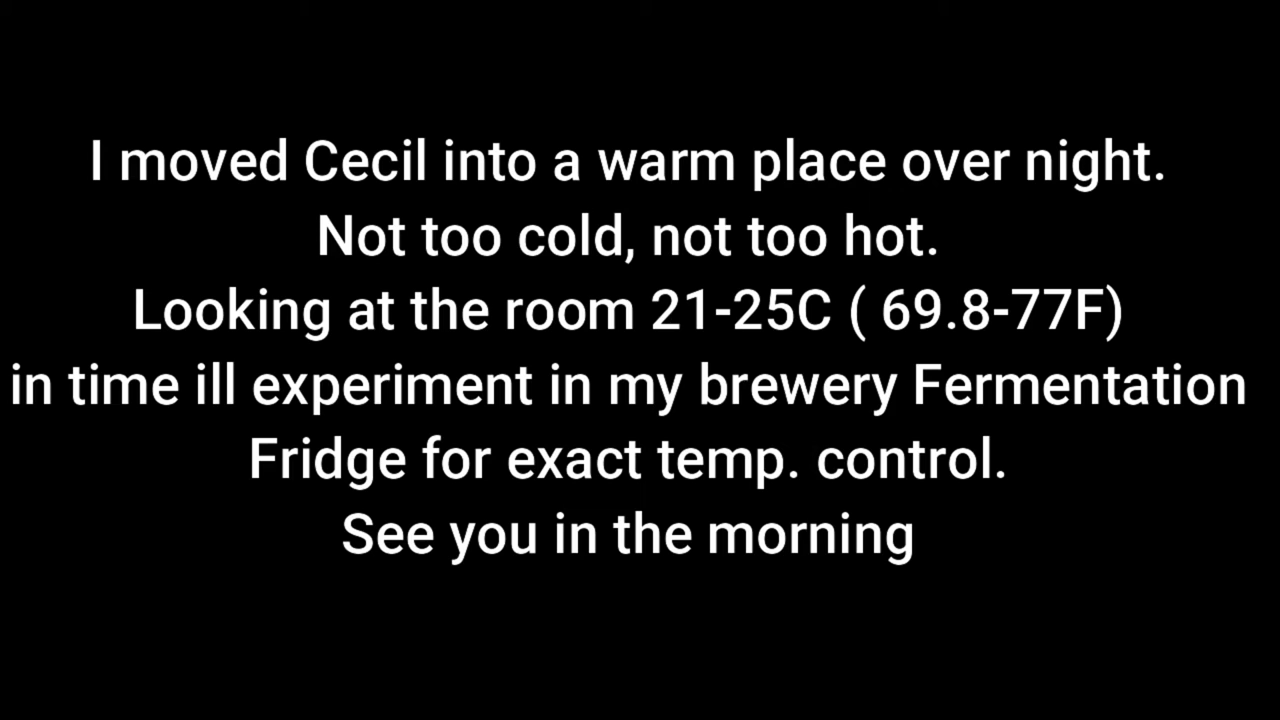 I moved Cecil into a warm place over night.
Not too cold, not too hot.
Looking at the room 21-25C ( 69.8-77F)
in time ill experiment in my brewery Fermentation
Fridge for exact temp. control.
See you in the morning